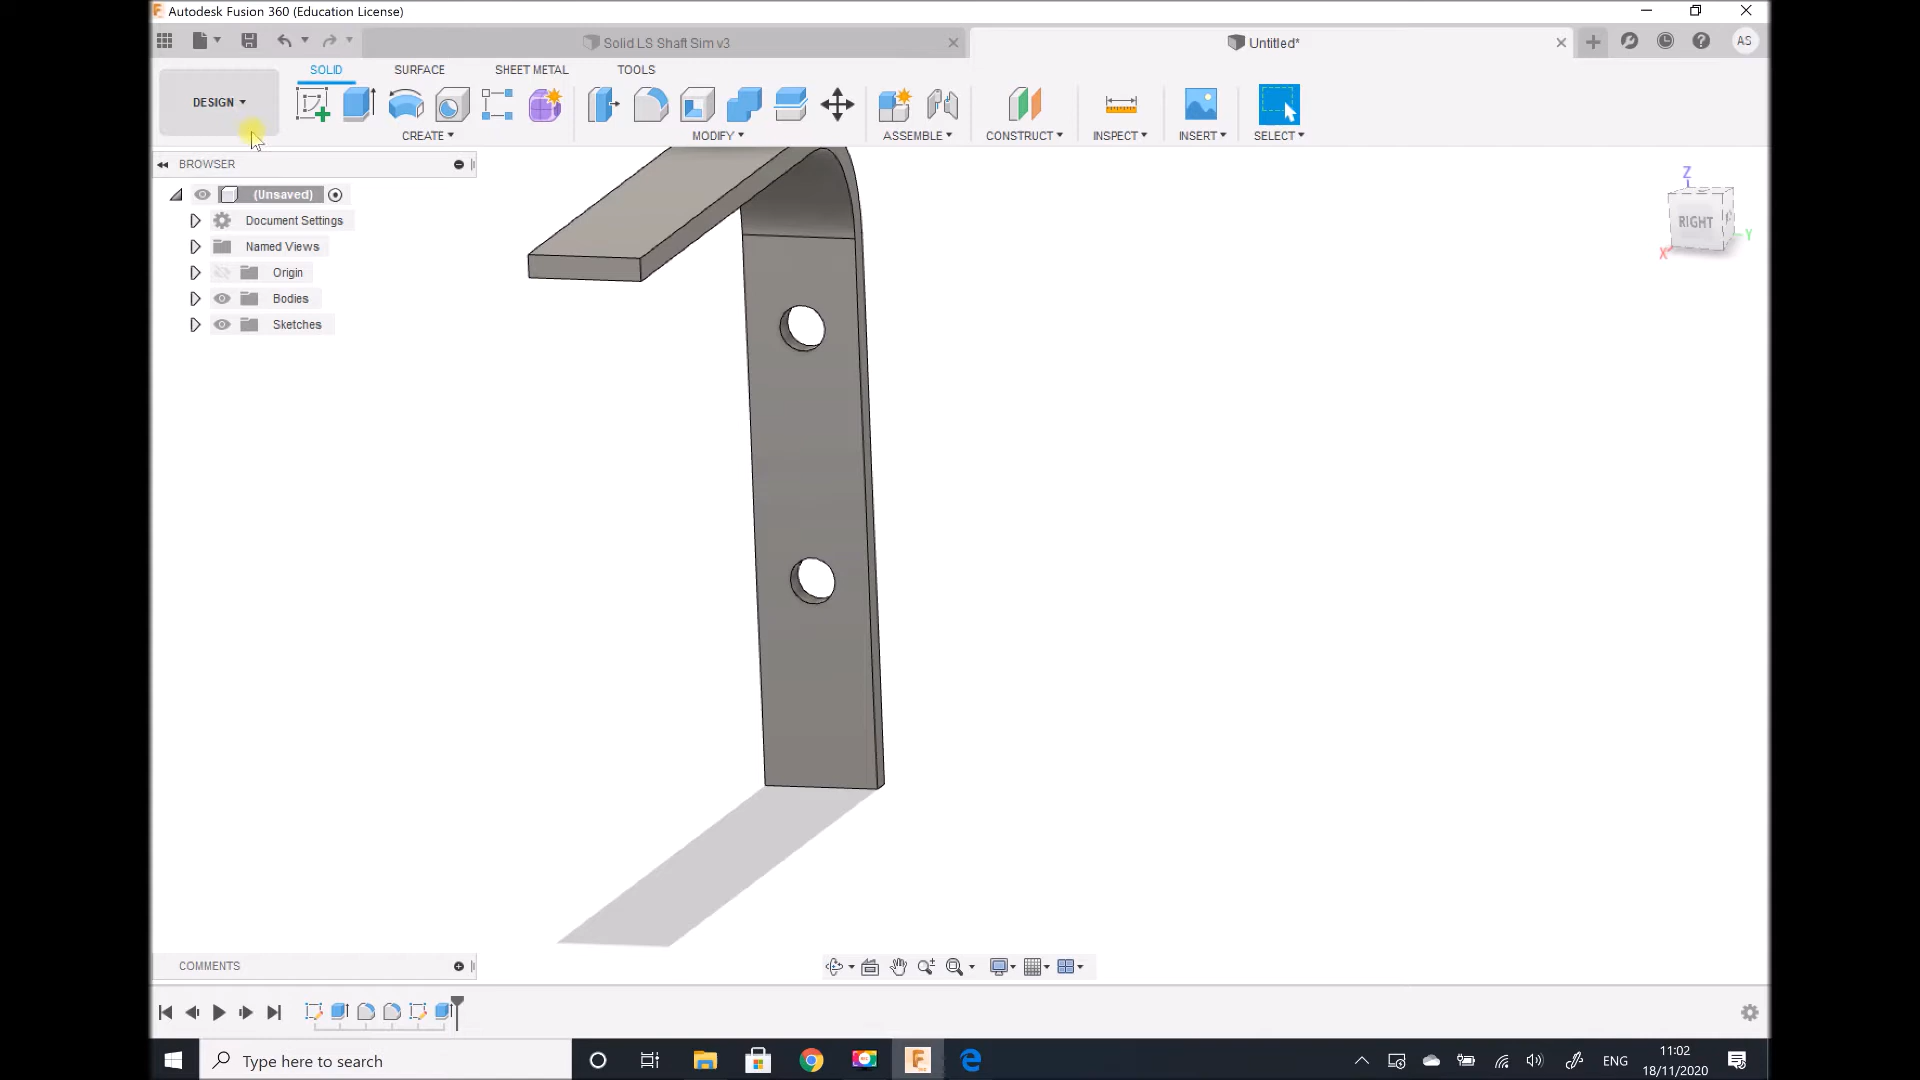 Autodesk Fusion 360 (Education License)
Solid LS Shaft Sim v3
Untitled*
AS
SOLID SURFACE SHEET METAL TOOLS
DESIGN
CREATE MODIFY ASSEMBLE CONSTRUCT INSPECT INSERT SELECT
BROWSER
(Unsaved)
Document Settings
Named Views
Origin
Bodies
Sketches
Z
RIGHT
Y
X
COMMENTS
Type here to search
ENG
11:02
18/11/2020